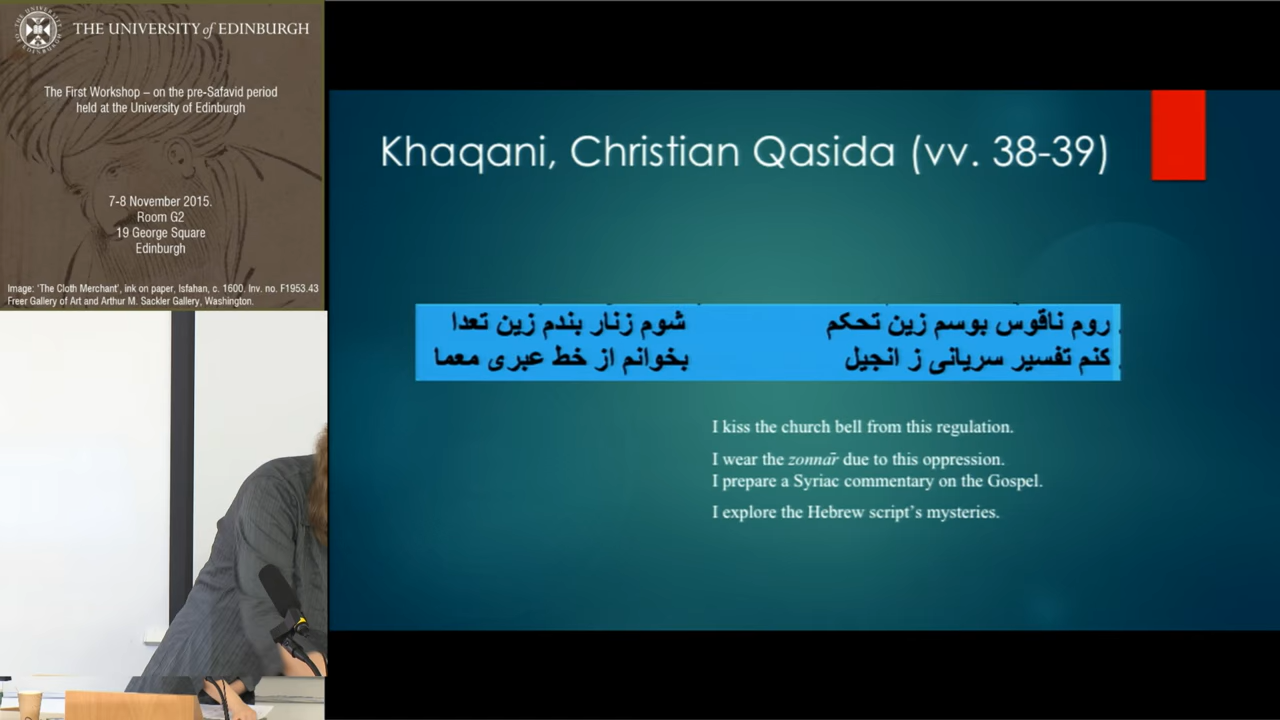 THE UNIVERSITY of EDINBURGH
The First Workshop – on the pre-Safavid period
held at the University of Edinburgh
7-8 November 2015.
Room G2
19 George Square
Edinburgh
Image: 'The Cloth Merchant', ink on paper, Isfahan, c. 1600. Inv. no. F1953.43
Freer Gallery of Art and Arthur M. Sackler Gallery, Washington.
Khaqani, Christian Qasida (vv. 38-39)
روم ناقوس بوسم زین تحکم شوم زنار بندم زین تعدا
کنم تفسیر سریانی ز انجیل بخوانم از خط عبری معما
I kiss the church bell from this regulation.
I wear the zonnār due to this oppression.
I prepare a Syriac commentary on the Gospel.
I explore the Hebrew script's mysteries.